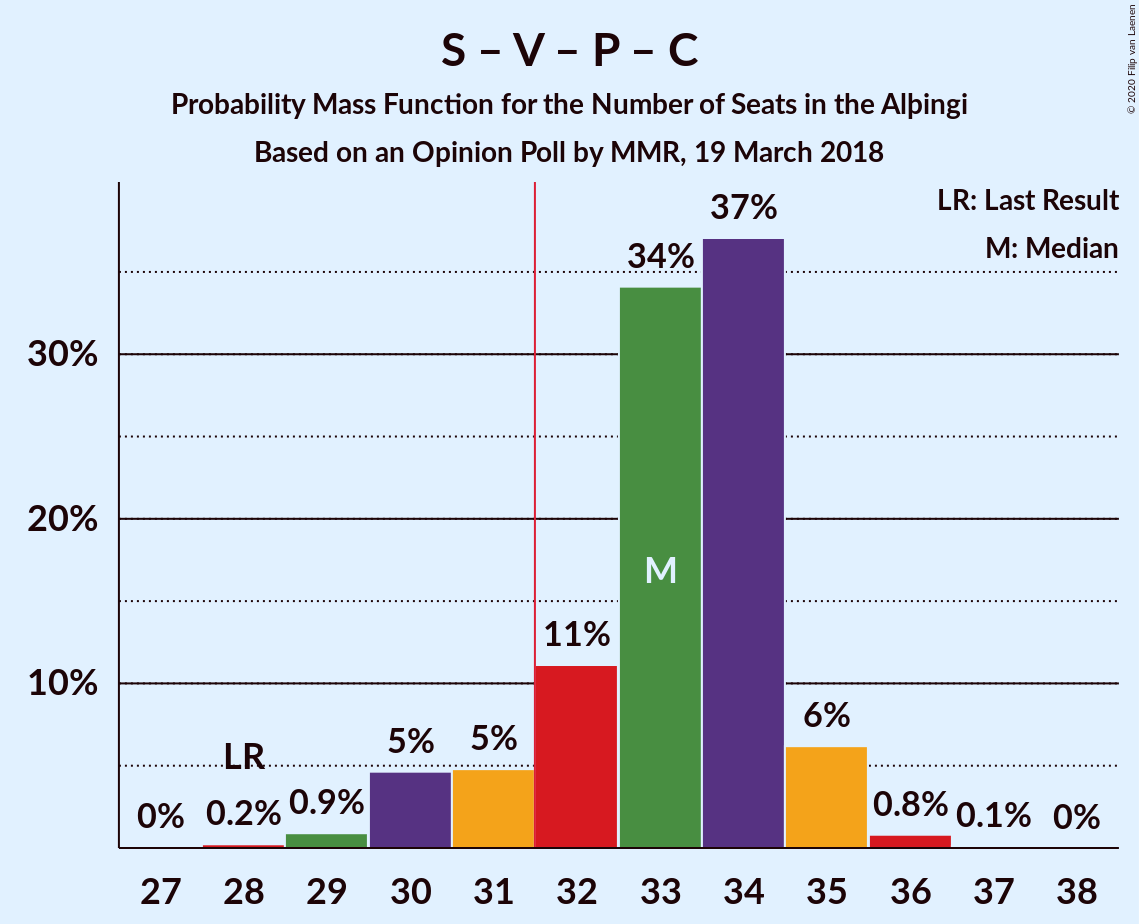 S – V – P – C
Probability Mass Function for the Number of Seats in the Alþingi
Based on an Opinion Poll by MMR, 19 March 2018
© 2020 Filip van Laenen
LR: Last Result
M: Median
37%
34%
30%
20%
M
11%
10%
6%
5%
5%
LR
0.9%
0.8%
0.2%
0.1%
0%
0%
27 28 29 30 31 32 33 34 35 36 37 38